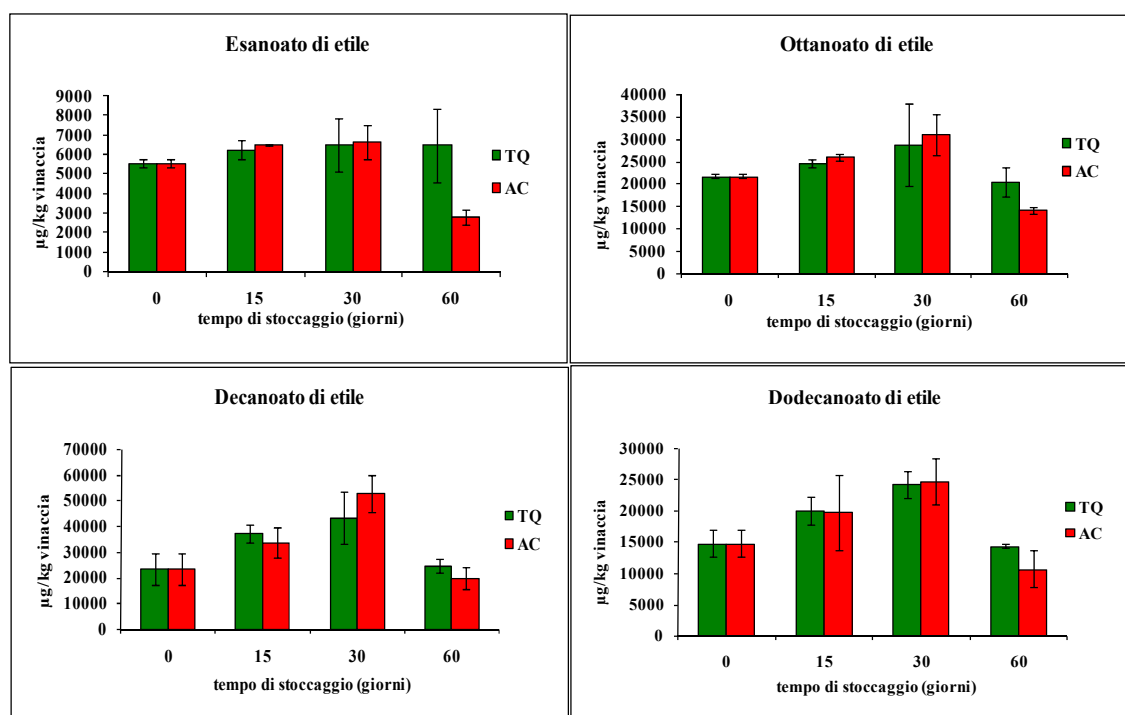 Esanoato di etile
µg/kg vinaccia
9000
8000
7000
6000
5000
4000
3000
2000
1000
0
0 15 30 60
tempo di stoccaggio (giorni)
TQ
AC
Ottanoato di etile
µg/kg vinaccia
40000
35000
30000
25000
20000
15000
10000
5000
0
0 15 30 60
tempo di stoccaggio (giorni)
TQ
AC
Decanoato di etile
µg/kg vinaccia
70000
60000
50000
40000
30000
20000
10000
0
0 15 30 60
tempo di stoccaggio (giorni)
TQ
AC
Dodecanoato di etile
µg/kg vinaccia
30000
25000
20000
15000
10000
5000
0
0 15 30 60
tempo di stoccaggio (giorni)
TQ
AC